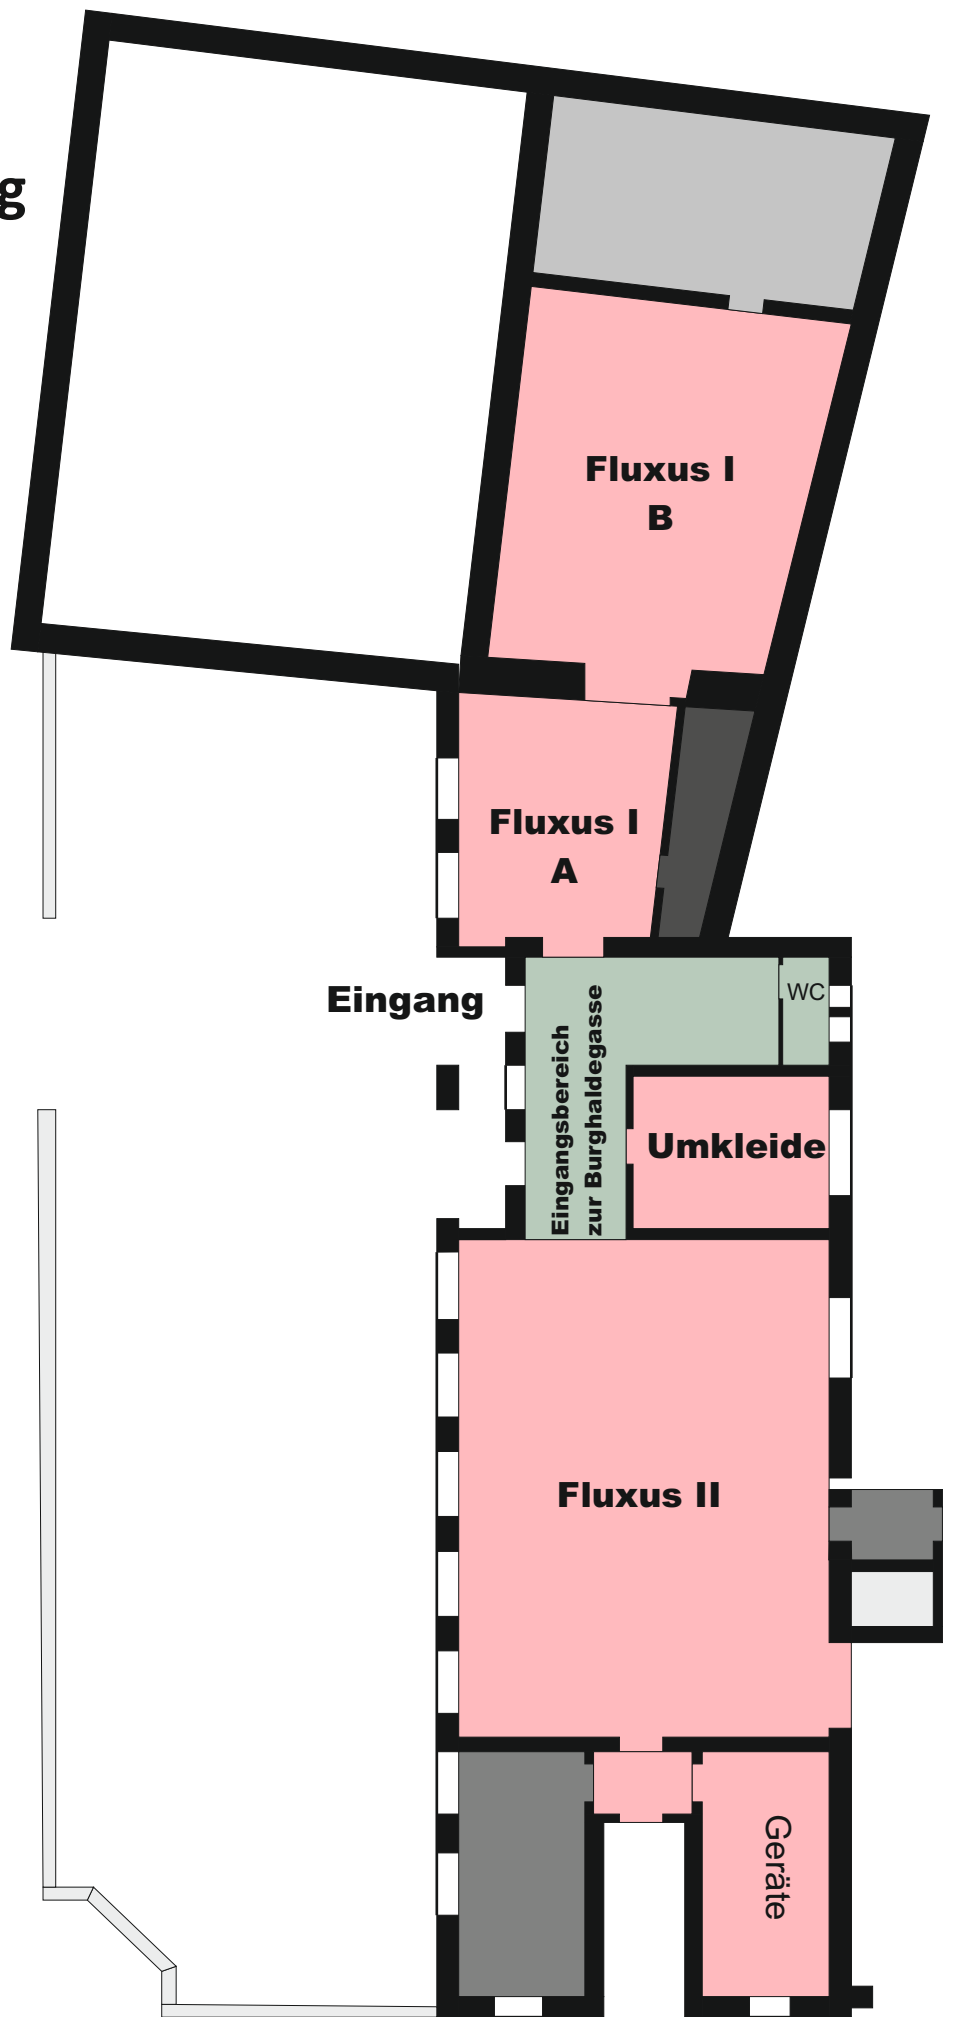 g
Fluxus I
B
Fluxus I
A
Eingang
WC
Eingangsbereich
zur Burghaldegasse
Umkleide
Fluxus II
Geräte